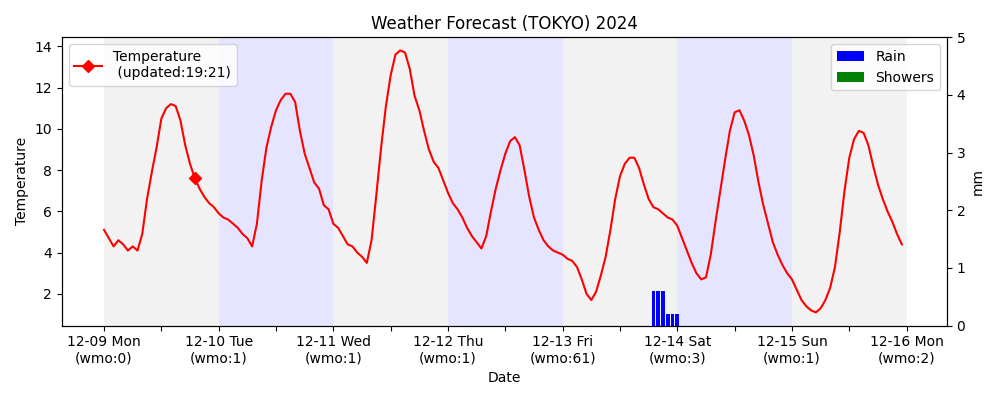 Weather Forecast (TOKYO) 2024
Temperature
(updated:19:21)
Rain
Showers
14
12
10
8
6
4
2
Temperature
5
4
3
2
1
0
mm
12-09 Mon 12-10 Tue 12-11 Wed 12-12 Thu 12-13 Fri 12-14 Sat 12-15 Sun 12-16 Mon
(wmo:0) (wmo:1) (wmo:1) (wmo:1) (wmo:61) (wmo:3) (wmo:1) (wmo:2)
Date